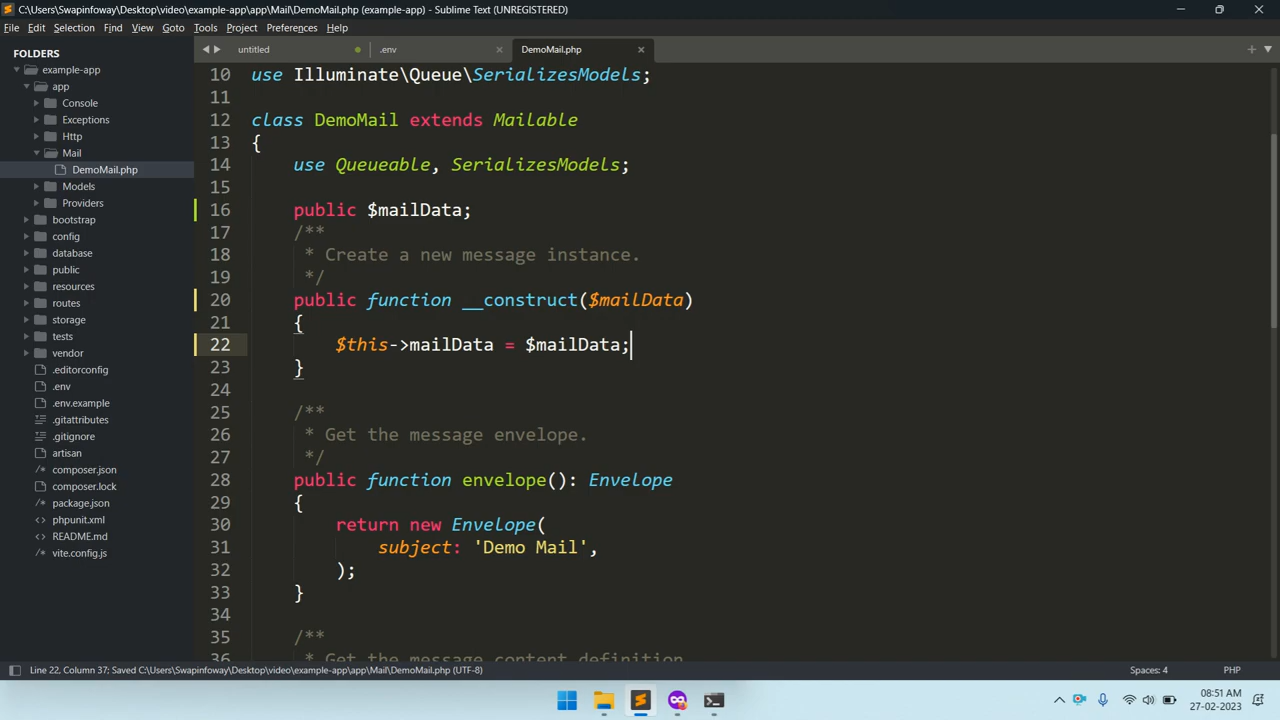 C:\Users\Swapinfoway\Desktop\video\example-app\app\Mail\DemoMail.php (example-app) - Sublime Text (UNREGISTERED)
File Edit Selection Find View Goto Tools Project Preferences Help
FOLDERS
example-app
app
Console
Exceptions
Http
Mail
DemoMail.php
Models
Providers
bootstrap
config
database
public
resources
routes
storage
tests
vendor
.editorconfig
.env
.env.example
.gitattributes
.gitignore
artisan
composer.json
composer.lock
package.json
phpunit.xml
README.md
vite.config.js
untitled .env DemoMail.php
10 use Illuminate\Queue\SerializesModels;
11
12 class DemoMail extends Mailable
13 {
14 use Queueable, SerializesModels;
15
16 public $mailData;
17 /**
18 * Create a new message instance.
19 */
20 public function __construct($mailData)
21 {
22 $this->mailData = $mailData;
23 }
24
25 /**
26 * Get the message envelope.
27 */
28 public function envelope(): Envelope
29 {
30 return new Envelope(
31 subject: 'Demo Mail',
32 );
33 }
34
35 /**
36 * Get the message content definition
Line 22, Column 37; Saved C:\Users\Swapinfoway\Desktop\video\example-app\app\Mail\DemoMail.php (UTF-8) Spaces: 4 PHP
08:51 AM
27-02-2023